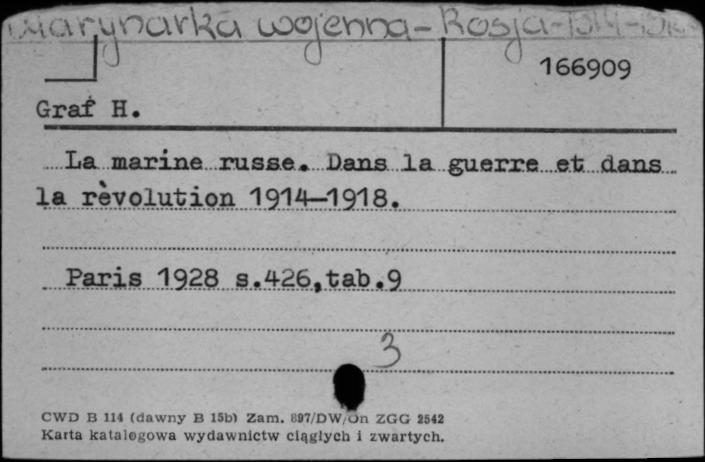 Marynarka wojenna-Rosja-1914-1918
166909
Graf H.
La marine russe. Dans la guerre et dans
la rèvolution 1914-1918.
Paris 1928 s.426,tab.9
3
CWD B 114 (dawny B 15b) Zam. 897/DW/On ZGG 2542
Karta katalogowa wydawnictw ciągłych i zwartych.